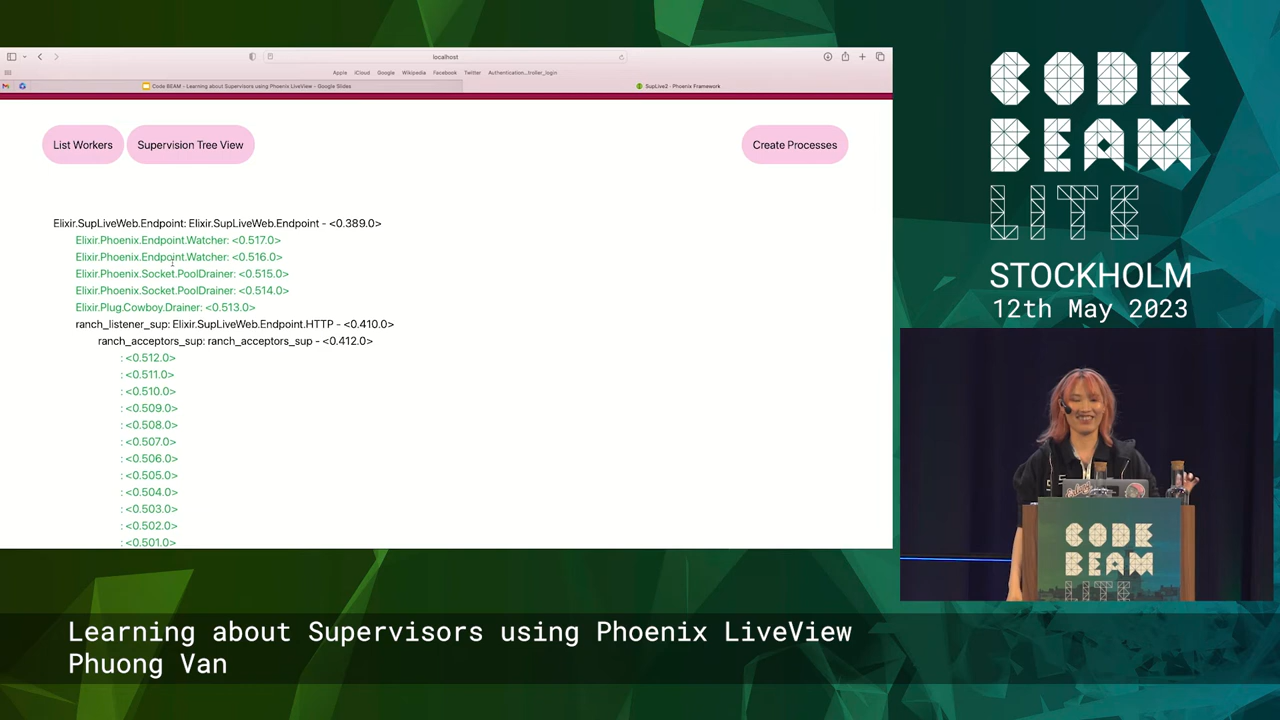 localhost
Apple iCloud Google Wikipedia Facebook Twitter Authentication...troller_login
Code BEAM - Learning about Supervisors using Phoenix LiveView - Google Slides
SupLive2 · Phoenix Framework
List Workers
Supervision Tree View
Create Processes
Elixir.SupLiveWeb.Endpoint: Elixir.SupLiveWeb.Endpoint - <0.389.0>
Elixir.Phoenix.Endpoint.Watcher: <0.517.0>
Elixir.Phoenix.Endpoint.Watcher: <0.516.0>
Elixir.Phoenix.Socket.PoolDrainer: <0.515.0>
Elixir.Phoenix.Socket.PoolDrainer: <0.514.0>
Elixir.Plug.Cowboy.Drainer: <0.513.0>
ranch_listener_sup: Elixir.SupLiveWeb.Endpoint.HTTP - <0.410.0>
ranch_acceptors_sup: ranch_acceptors_sup - <0.412.0>
: <0.512.0>
: <0.511.0>
: <0.510.0>
: <0.509.0>
: <0.508.0>
: <0.507.0>
: <0.506.0>
: <0.505.0>
: <0.504.0>
: <0.503.0>
: <0.502.0>
: <0.501.0>
CODE
BEAM
LITE
STOCKHOLM
12th May 2023
CODE
BEAM
LITE
Learning about Supervisors using Phoenix LiveView
Phuong Van